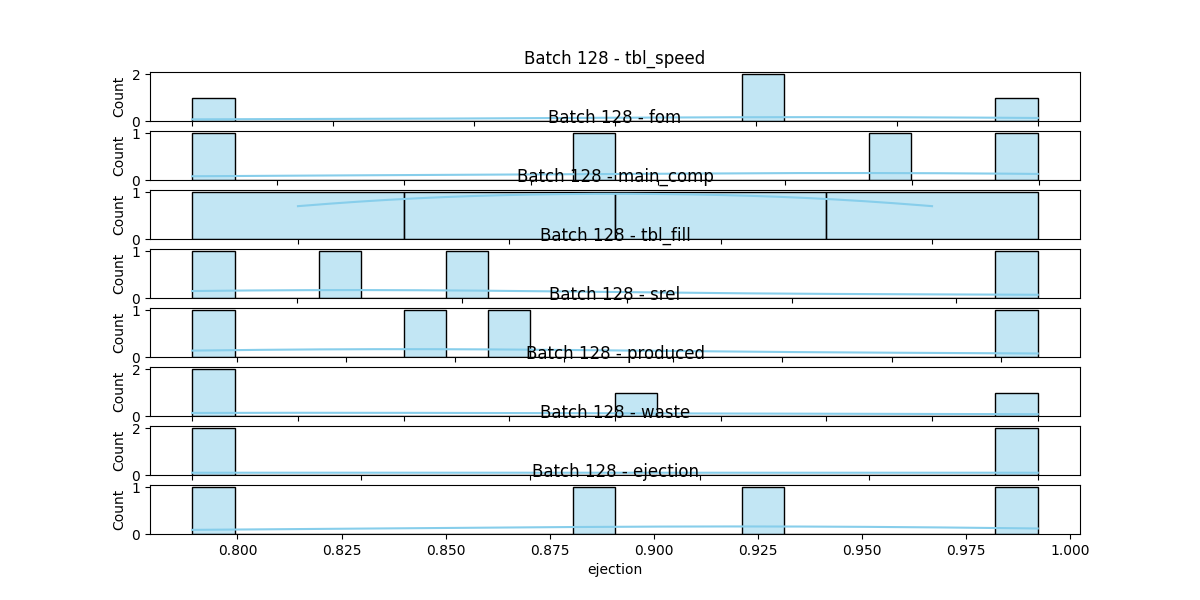 Batch 128 - tbl_speed
2
0
Count
Batch 128 - fom
1
0
Count
Batch 128 - main_comp
1
0
Count
Batch 128 - tbl_fill
1
0
Count
Batch 128 - srel
1
0
Count
Batch 128 - produced
2
0
Count
Batch 128 - waste
2
0
Count
Batch 128 - ejection
1
0
Count
0.800 0.825 0.850 0.875 0.900 0.925 0.950 0.975 1.000
ejection